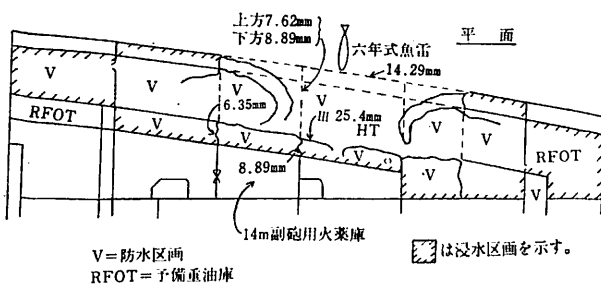 上方7.62mm
下方8.89mm
六年式魚雷
平面
14.29mm
V
V
V
V
6.35mm
III 25.4mm
HT
RFOT
V
V
V
V
V
RFOT
8.89mm
V
V
14m副砲用火薬庫
V=防水区画
RFOT=予備重油庫
は浸水区画を示す。